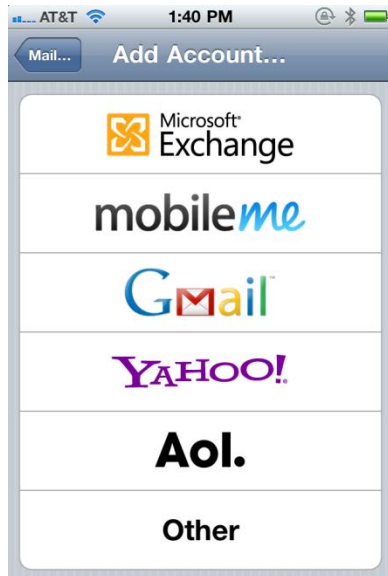 AT&T 1:40 PM
Mail... Add Account...
Microsoft
Exchange
mobileme
Gmail
YAHOO!
Aol.
Other